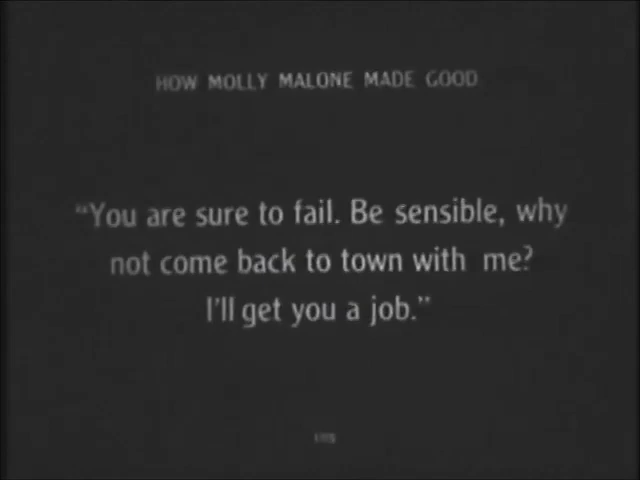 HOW MOLLY MALONE MADE GOOD
"You are sure to fail. Be sensible, why
not come back to town with me?
I'll get you a job."